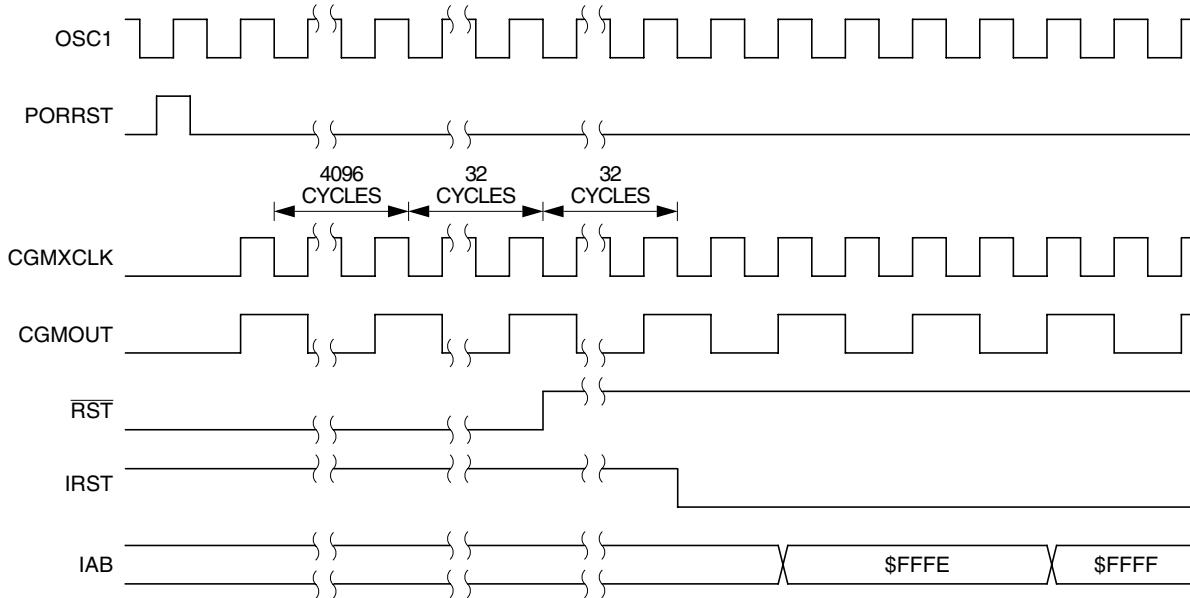 OSC1
PORRST
4096
CYCLES
32
CYCLES
32
CYCLES
CGMXCLK
CGMOUT
RST
IRST
IAB
$FFFE
$FFFF